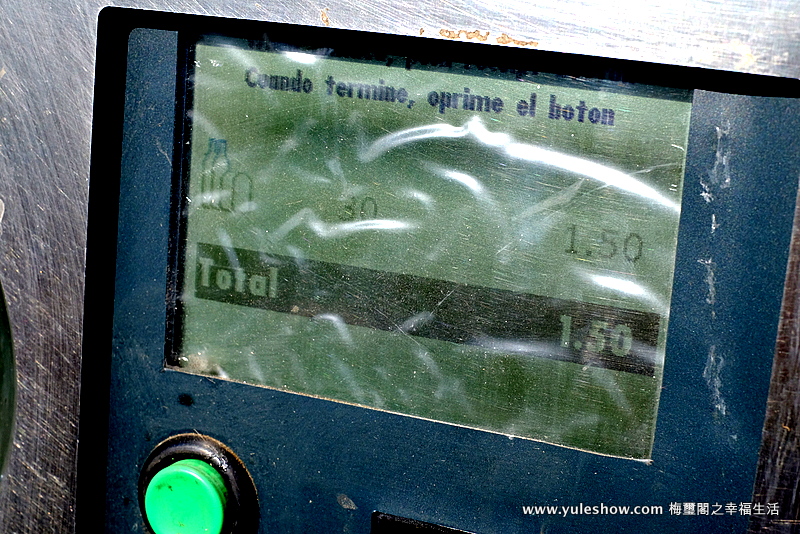 Cuando termine, oprime el boton
30 1.50
Total 1.50
www.yuleshow.com 梅璽閣之幸福生活